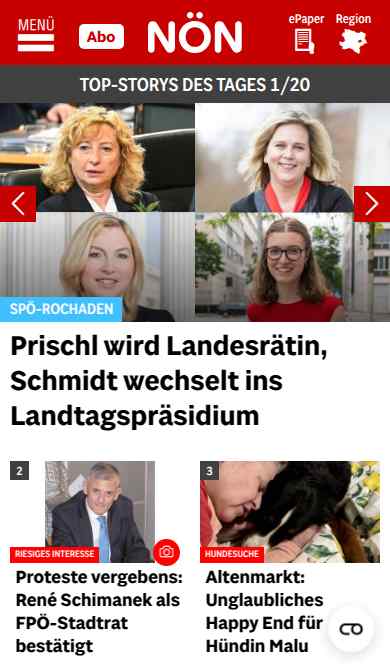 MENÜ
Abo
NÖN
ePaper
Region
TOP-STORYS DES TAGES 1/20
SPÖ-ROCHADEN
Prischl wird Landesrätin,
Schmidt wechselt ins
Landtagspräsidium
2
RIESIGES INTERESSE
Proteste vergebens:
René Schimanek als
FPÖ-Stadtrat
bestätigt
3
HUNDESUCHE
Altenmarkt:
Unglaubliches
Happy End für
Hündin Malu